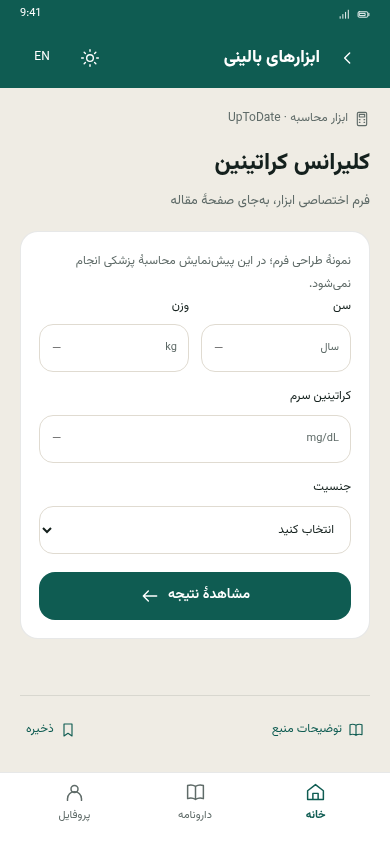 9:41
ابزارهای بالینی
EN
ابزار محاسبه · UpToDate
کلیرانس کراتینین
فرم اختصاصی ابزار، به‌جای صفحهٔ مقاله
نمونهٔ طراحی فرم؛ در این پیش‌نمایش محاسبهٔ پزشکی انجام
نمی‌شود.
سن
وزن
سال —
kg —
کراتینین سرم
mg/dL —
جنسیت
انتخاب کنید
مشاهدهٔ نتیجه
توضیحات منبع
ذخیره
خانه
دارونامه
پروفایل